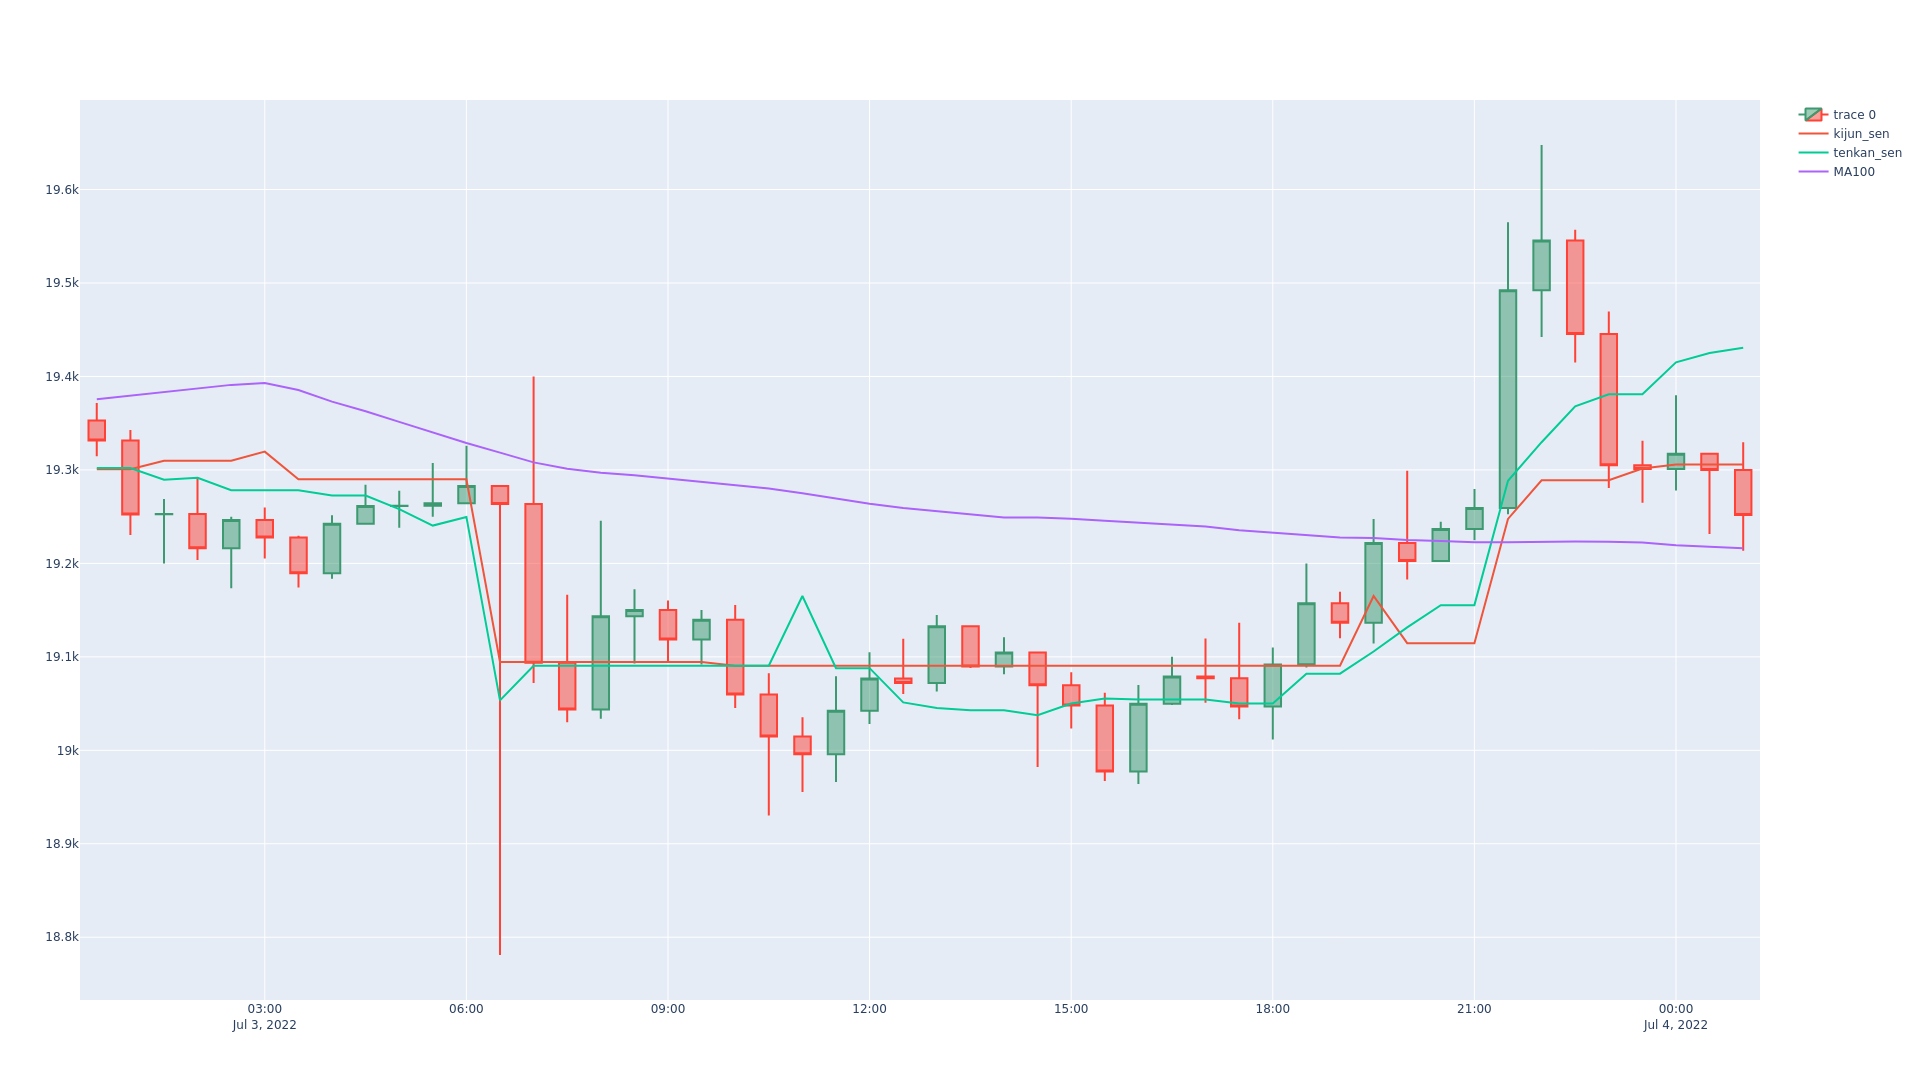 trace 0
kijun_sen
tenkan_sen
MA100
19.6k
19.5k
19.4k
19.3k
19.2k
19.1k
19k
18.9k
18.8k
03:00 06:00 09:00 12:00 15:00 18:00 21:00 00:00
Jul 3, 2022 Jul 4, 2022